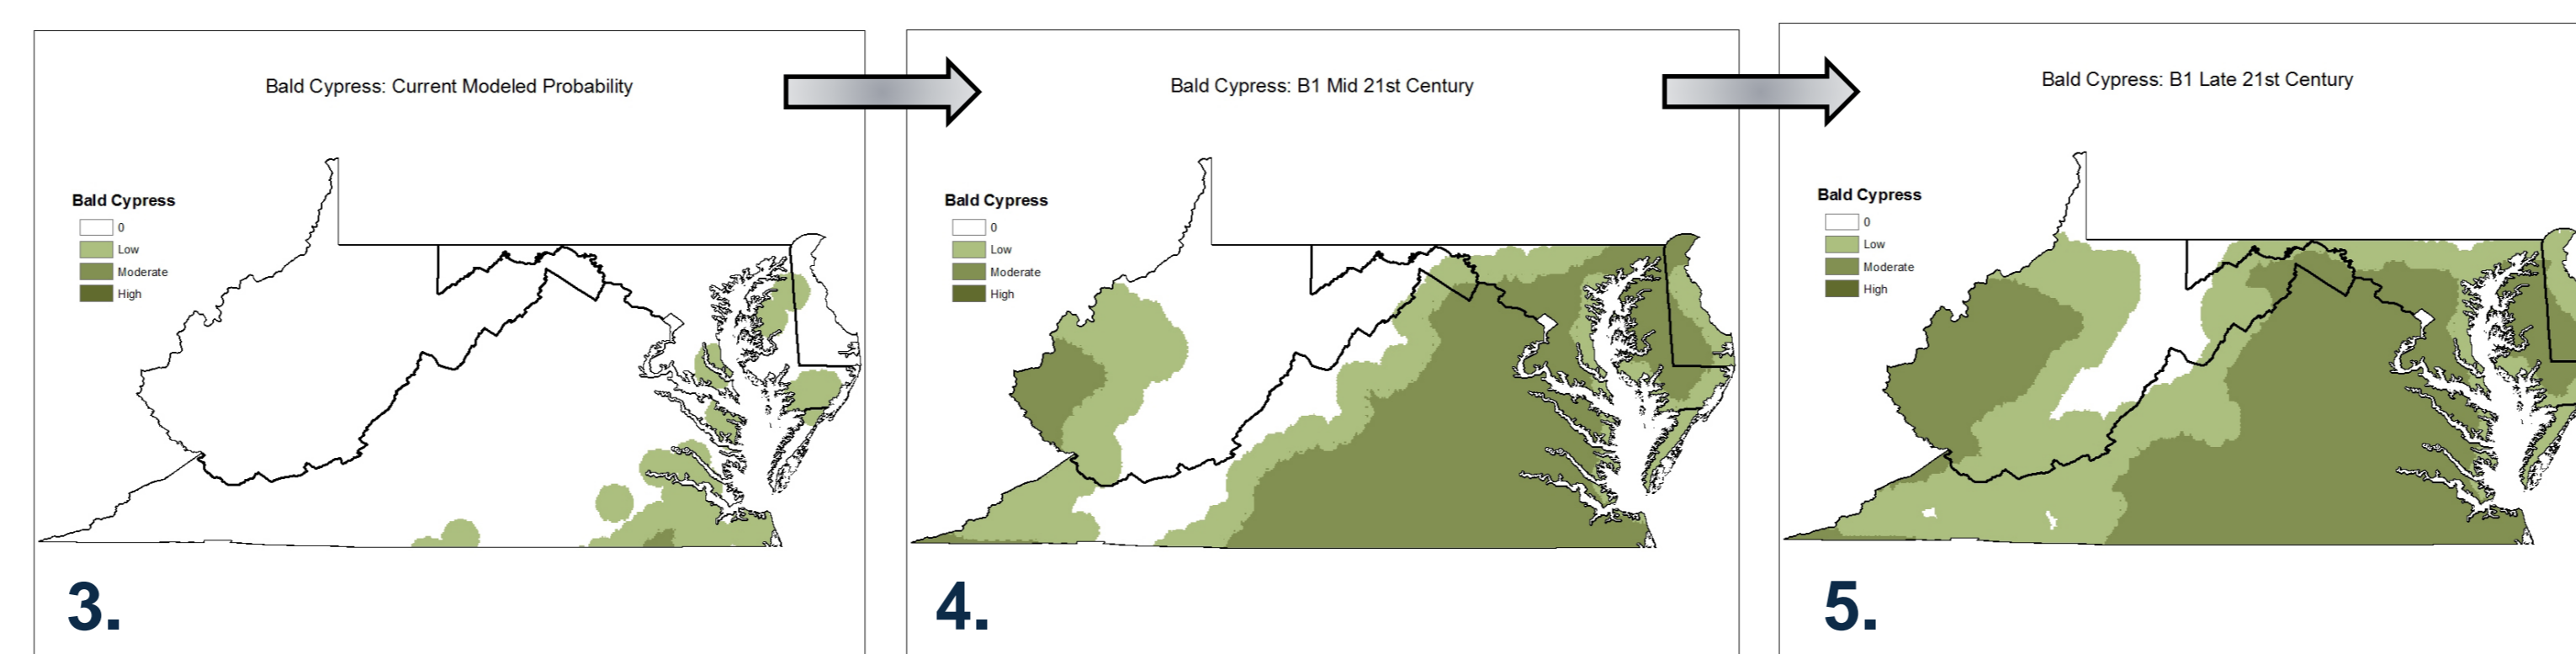 Bald Cypress: Current Modeled Probability
Bald Cypress
0
Low
Moderate
High
3.
Bald Cypress: B1 Mid 21st Century
Bald Cypress
0
Low
Moderate
High
4.
Bald Cypress: B1 Late 21st Century
Bald Cypress
0
Low
Moderate
High
5.